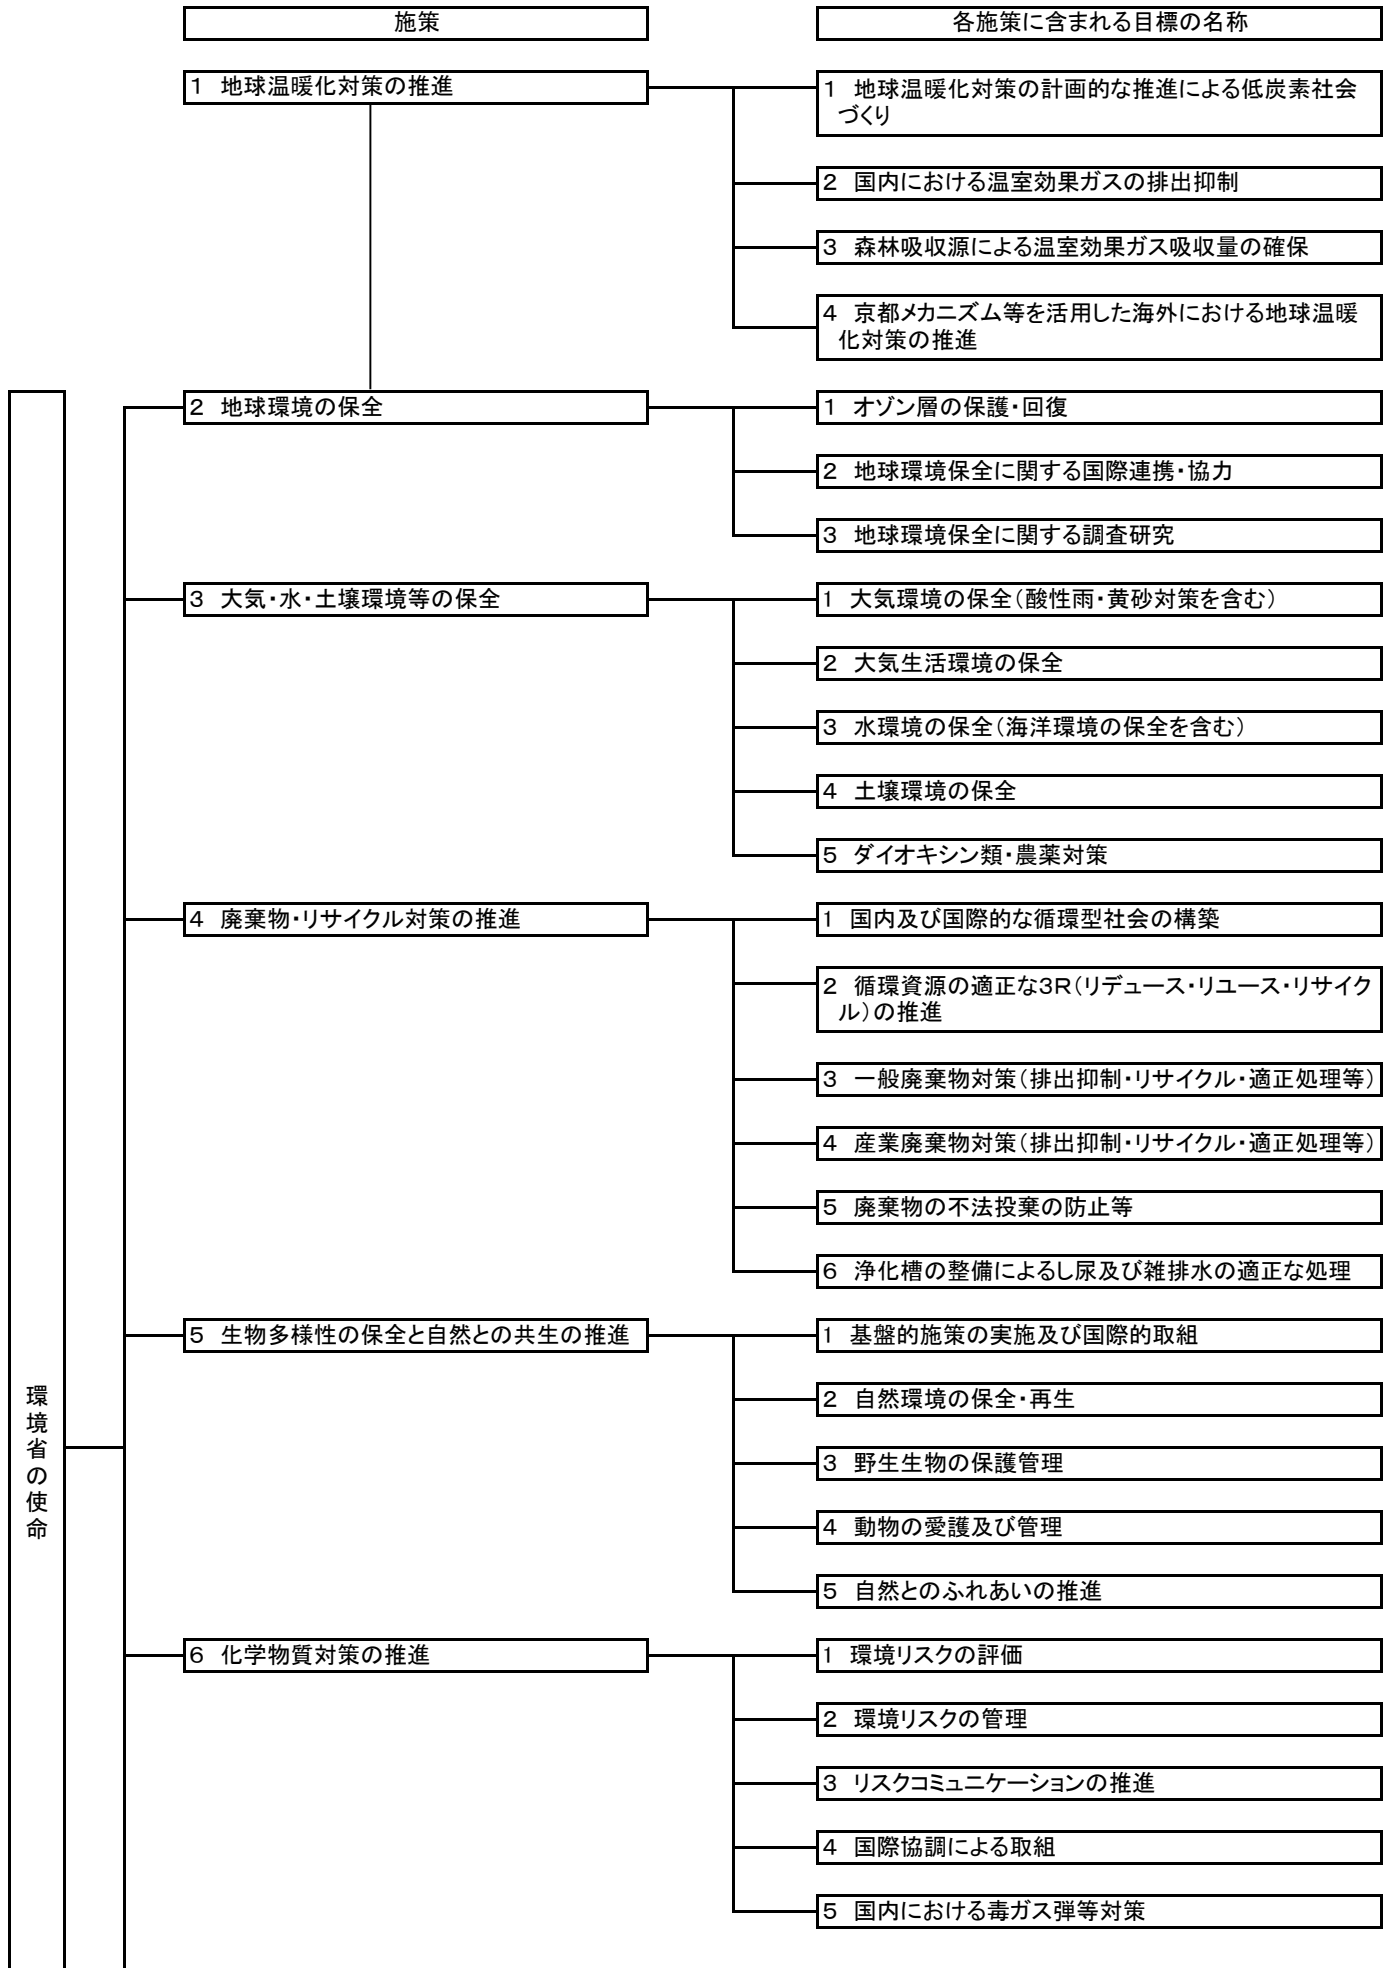 施策
各施策に含まれる目標の名称
1 地球温暖化対策の推進
1 地球温暖化対策の計画的な推進による低炭素社会
づくり
2 国内における温室効果ガスの排出抑制
3 森林吸収源による温室効果ガス吸収量の確保
4 京都メカニズム等を活用した海外における地球温暖
化対策の推進
2 地球環境の保全
1 オゾン層の保護・回復
2 地球環境保全に関する国際連携・協力
3 地球環境保全に関する調査研究
3 大気・水・土壌環境等の保全
1 大気環境の保全（酸性雨・黄砂対策を含む）
2 大気生活環境の保全
3 水環境の保全（海洋環境の保全を含む）
4 土壌環境の保全
5 ダイオキシン類・農薬対策
4 廃棄物・リサイクル対策の推進
1 国内及び国際的な循環型社会の構築
2 循環資源の適正な3R（リデュース・リユース・リサイク
ル）の推進
3 一般廃棄物対策（排出抑制・リサイクル・適正処理等）
4 産業廃棄物対策（排出抑制・リサイクル・適正処理等）
5 廃棄物の不法投棄の防止等
6 浄化槽の整備によるし尿及び雑排水の適正な処理
5 生物多様性の保全と自然との共生の推進
1 基盤的施策の実施及び国際的取組
2 自然環境の保全・再生
3 野生生物の保護管理
4 動物の愛護及び管理
5 自然とのふれあいの推進
環境省の使命
6 化学物質対策の推進
1 環境リスクの評価
2 環境リスクの管理
3 リスクコミュニケーションの推進
4 国際協調による取組
5 国内における毒ガス弾等対策